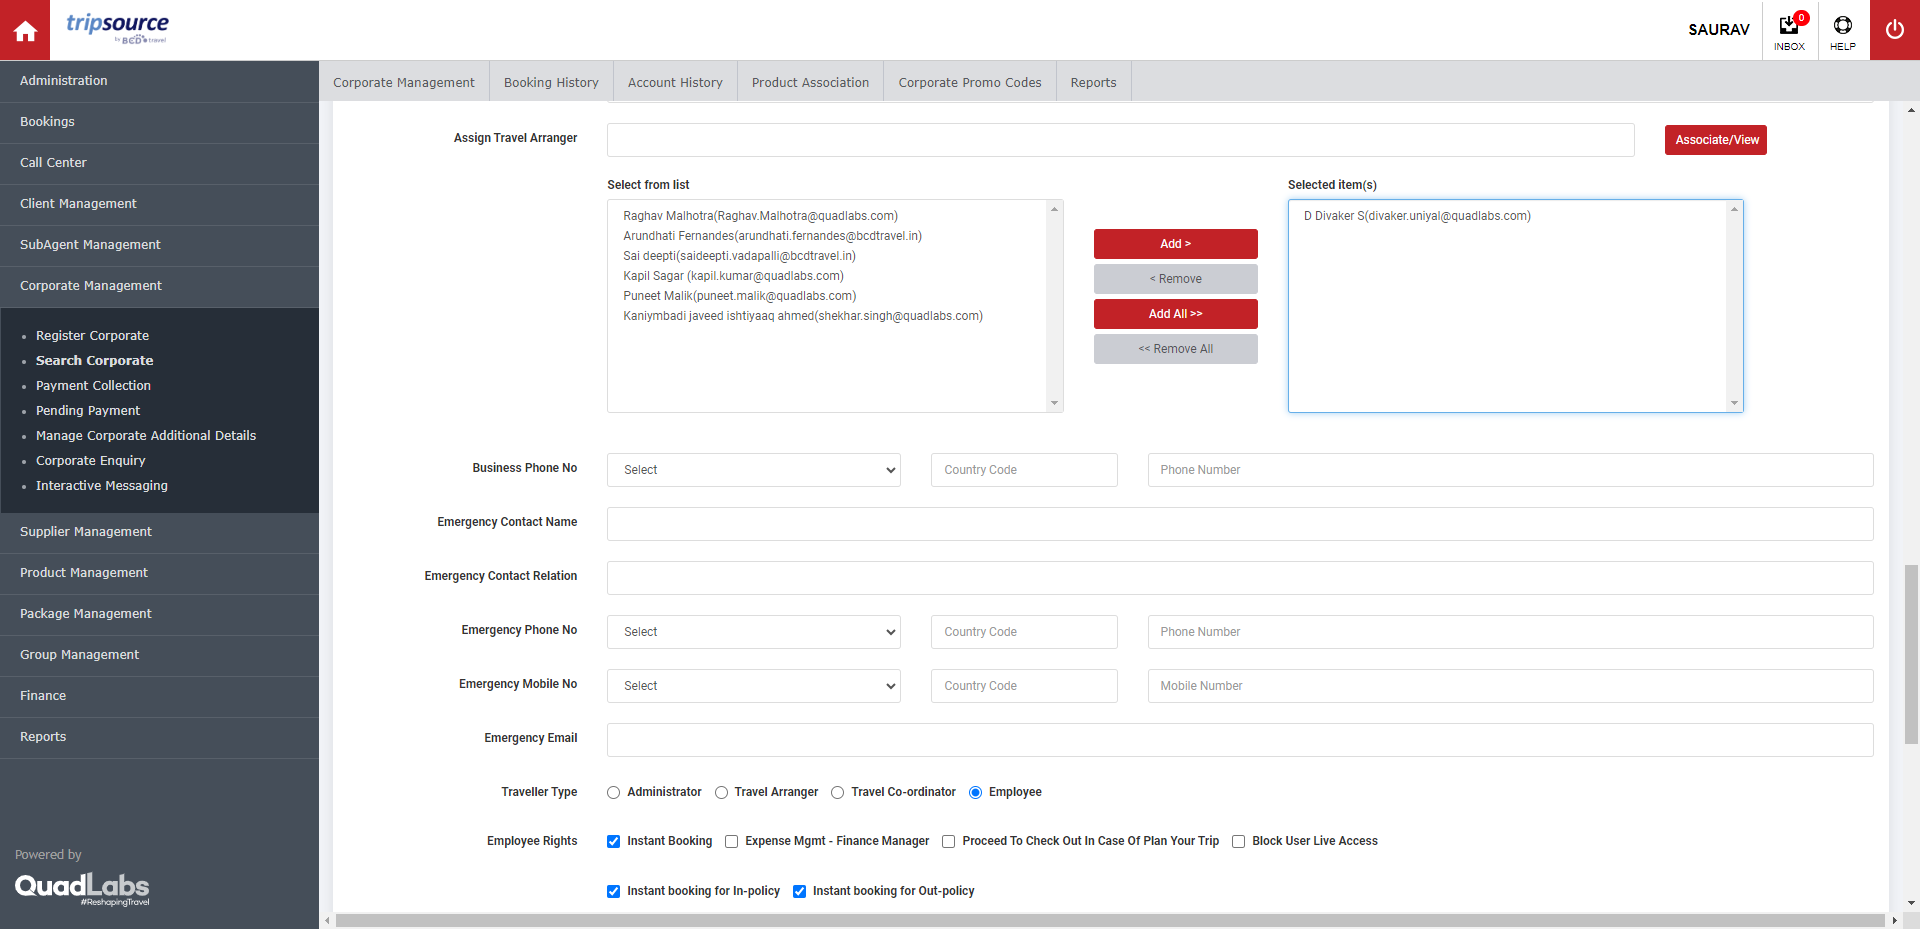 tripsource
by BCD travel
SAURAV
0
INBOX
HELP
Administration
Bookings
Call Center
Client Management
SubAgent Management
Corporate Management
Register Corporate
Search Corporate
Payment Collection
Pending Payment
Manage Corporate Additional Details
Corporate Enquiry
Interactive Messaging
Supplier Management
Product Management
Package Management
Group Management
Finance
Reports
Powered by
QuadLabs
#ReshapingTravel
Corporate Management
Booking History
Account History
Product Association
Corporate Promo Codes
Reports
Assign Travel Arranger
Associate/View
Select from list
Raghav Malhotra(Raghav.Malhotra@quadlabs.com)
Arundhati Fernandes(arundhati.fernandes@bcdtravel.in)
Sai deepti(saideepti.vadapalli@bcdtravel.in)
Kapil Sagar (kapil.kumar@quadlabs.com)
Puneet Malik(puneet.malik@quadlabs.com)
Kaniymbadi javeed ishtiyaaq ahmed(shekhar.singh@quadlabs.com)
Add >
< Remove
Add All >>
<< Remove All
Selected item(s)
D Divaker S(divaker.uniyal@quadlabs.com)
Business Phone No
Select
Country Code
Phone Number
Emergency Contact Name
Emergency Contact Relation
Emergency Phone No
Select
Country Code
Phone Number
Emergency Mobile No
Select
Country Code
Mobile Number
Emergency Email
Traveller Type
Administrator
Travel Arranger
Travel Co-ordinator
Employee
Employee Rights
Instant Booking
Expense Mgmt - Finance Manager
Proceed To Check Out In Case Of Plan Your Trip
Block User Live Access
Instant booking for In-policy
Instant booking for Out-policy